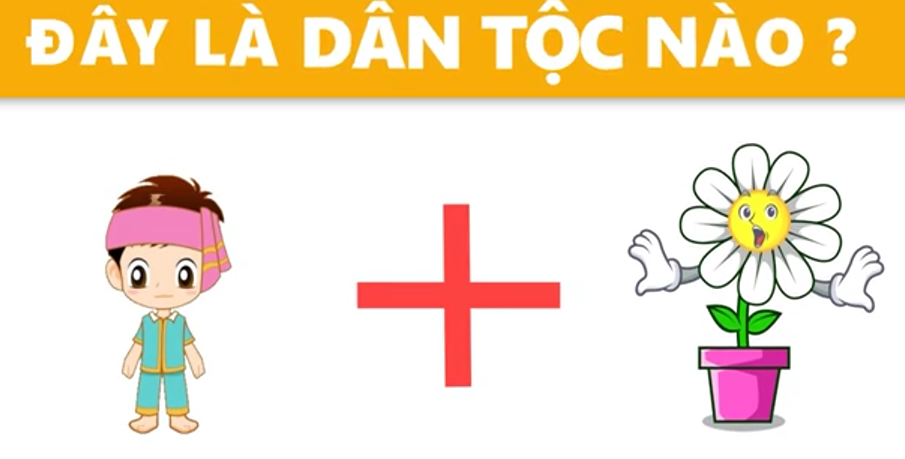 ĐÂY LÀ DÂN TỘC NÀO ?